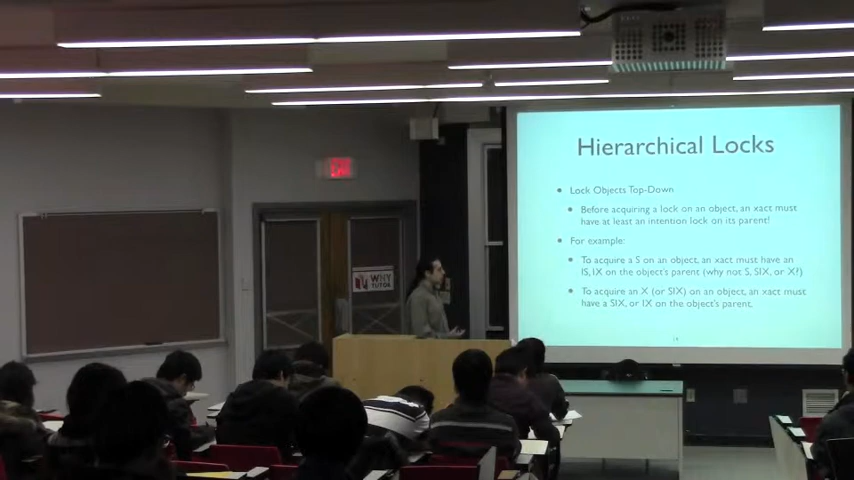 Hierarchical Locks
• Lock Objects Top-Down
• Before acquiring a lock on an object, an xact must
have at least an intention lock on its parent!
• For example:
• To acquire a S on an object, an xact must have an
IS, IX on the object's parent (why not S, SIX, or X?)
• To acquire an X (or SIX) on an object, an xact must
have a SIX, or IX on the object's parent.
EXIT
WNY